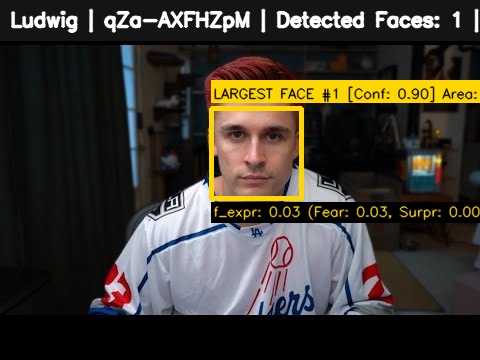 Ludwig | qZa-AXFHZpM | Detected Faces: 1 |
LARGEST FACE #1 [Conf: 0.90] Area:
f_expr: 0.03 (Fear: 0.03, Surpr: 0.00
LA